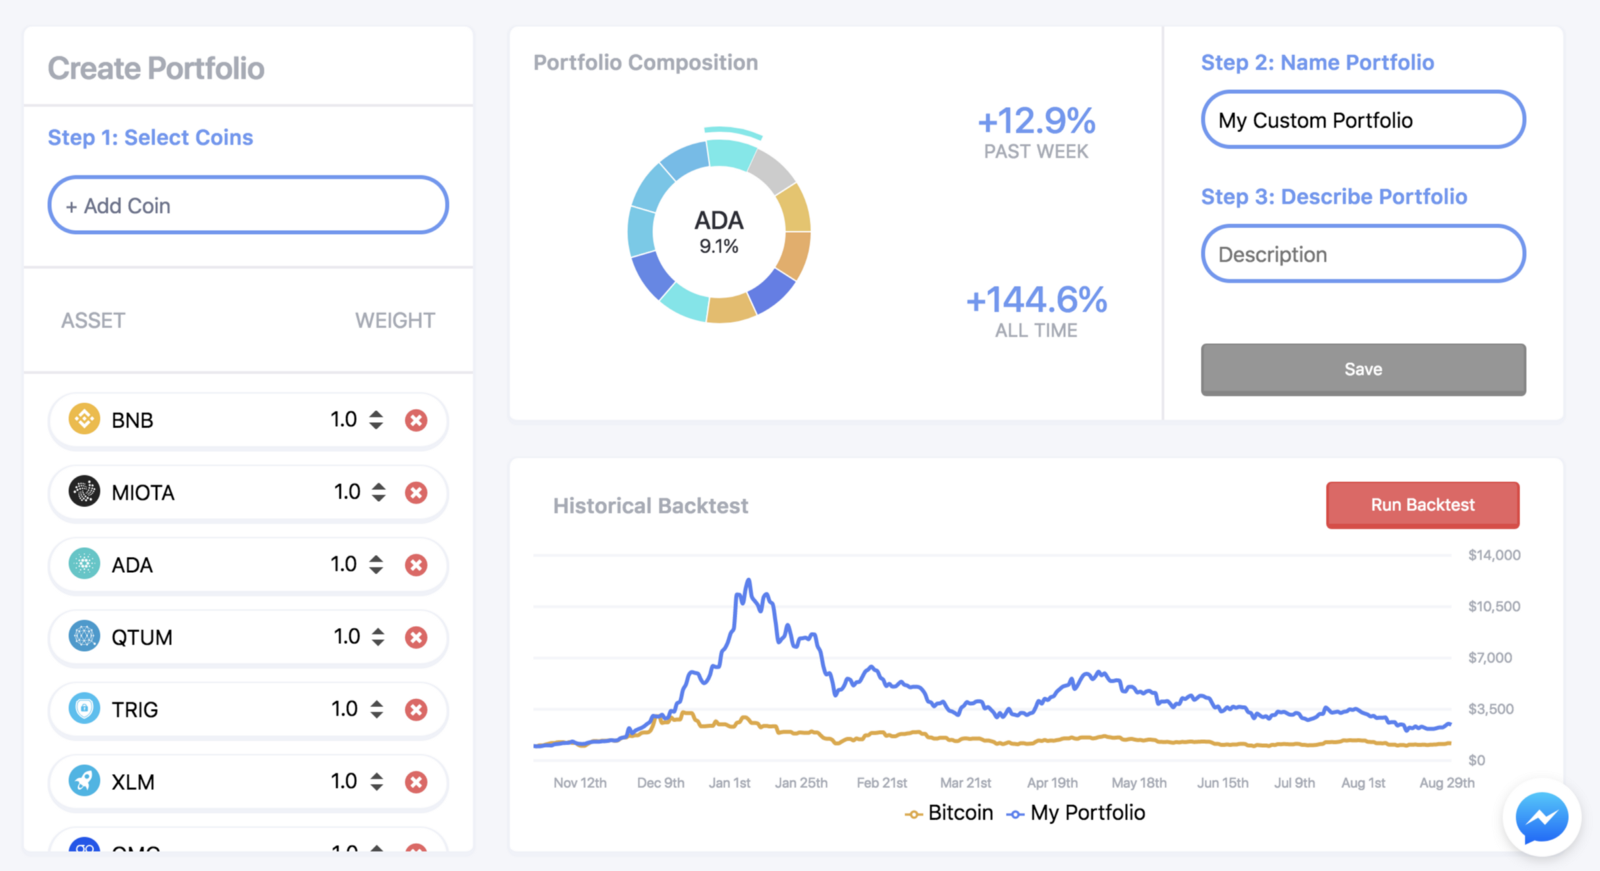 Create Portfolio
Step 1: Select Coins
+ Add Coin
ASSET WEIGHT
BNB 1.0
MIOTA 1.0
ADA 1.0
QTUM 1.0
TRIG 1.0
XLM 1.0
Portfolio Composition
ADA
9.1%
+12.9%
PAST WEEK
+144.6%
ALL TIME
Step 2: Name Portfolio
My Custom Portfolio
Step 3: Describe Portfolio
Description
Save
Historical Backtest
Run Backtest
$14,000
$10,500
$7,000
$3,500
$0
Nov 12th Dec 9th Jan 1st Jan 25th Feb 21st Mar 21st Apr 19th May 18th Jun 15th Jul 9th Aug 1st Aug 29th
Bitcoin My Portfolio